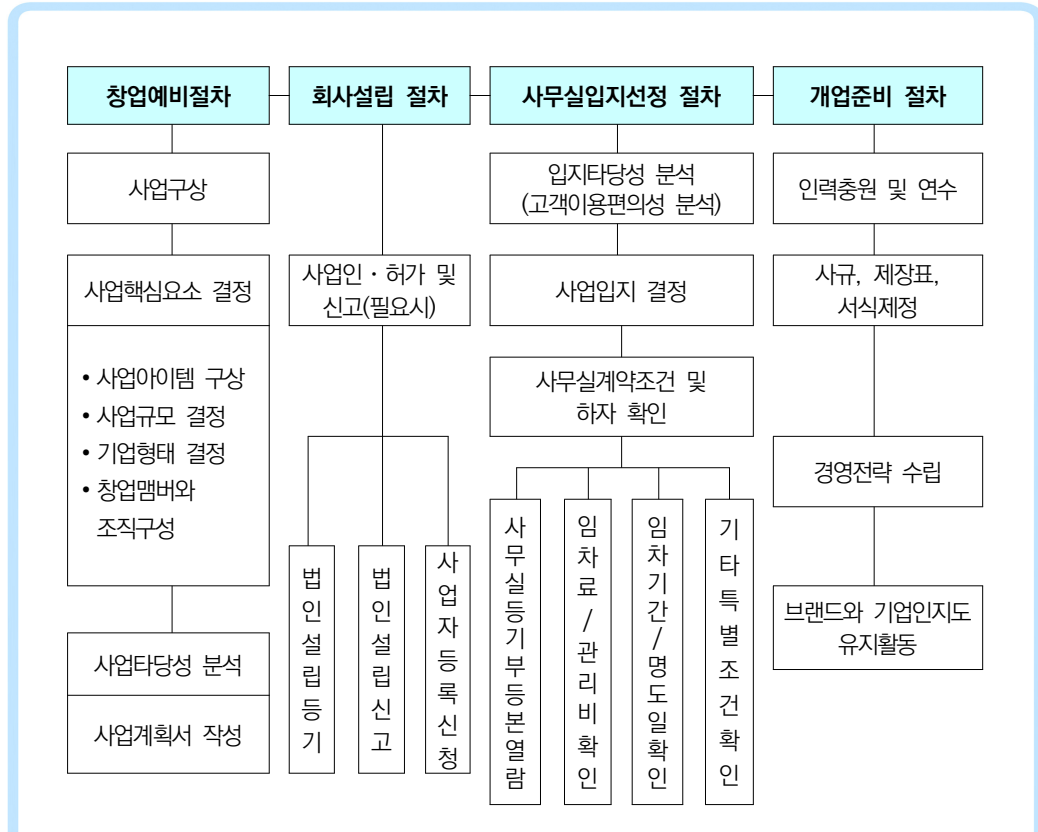 창업예비절차
사업구상
사업핵심요소 결정
• 사업아이템 구상
• 사업규모 결정
• 기업형태 결정
• 창업맴버와
조직구성
사업타당성 분석
사업계획서 작성
회사설립 절차
사업인 · 허가 및
신고(필요시)
법인설립등기
법인설립신고
사업자등록신청
사무실입지선정 절차
입지타당성 분석
(고객이용편의성 분석)
사업입지 결정
사무실계약조건 및
하자 확인
사무실등기부등본열람
임차료/관리비확인
임차기간/명도일확인
기타특별조건확인
개업준비 절차
인력충원 및 연수
사규, 제장표,
서식제정
경영전략 수립
브랜드와 기업인지도
유지활동